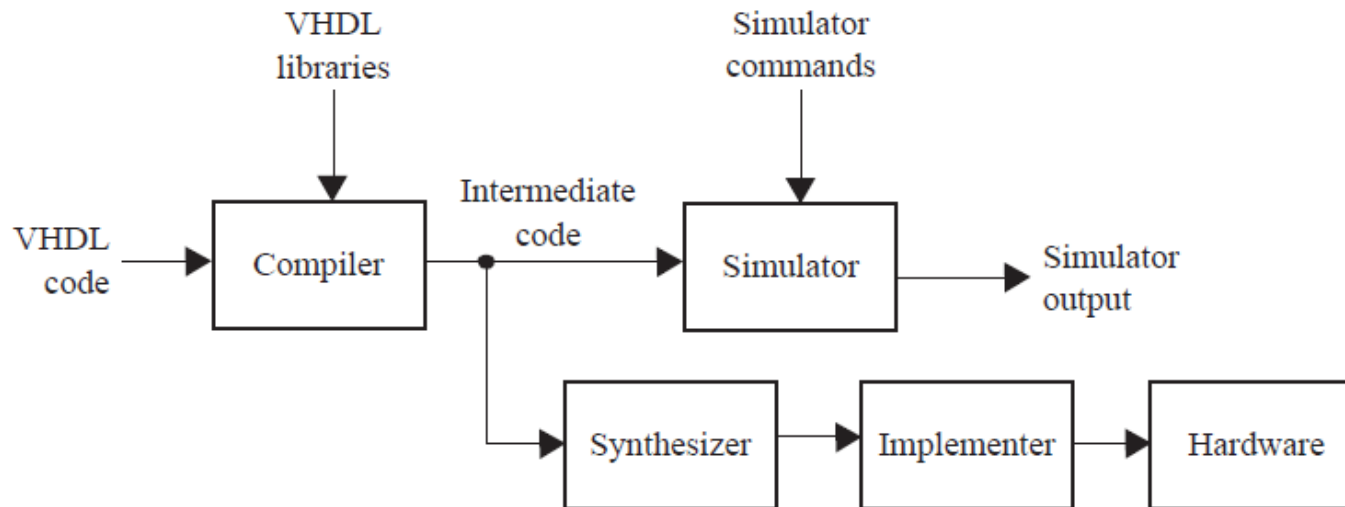 VHDL
libraries
Simulator
commands
VHDL
code
Compiler
Intermediate
code
Simulator
Simulator
output
Synthesizer
Implementer
Hardware